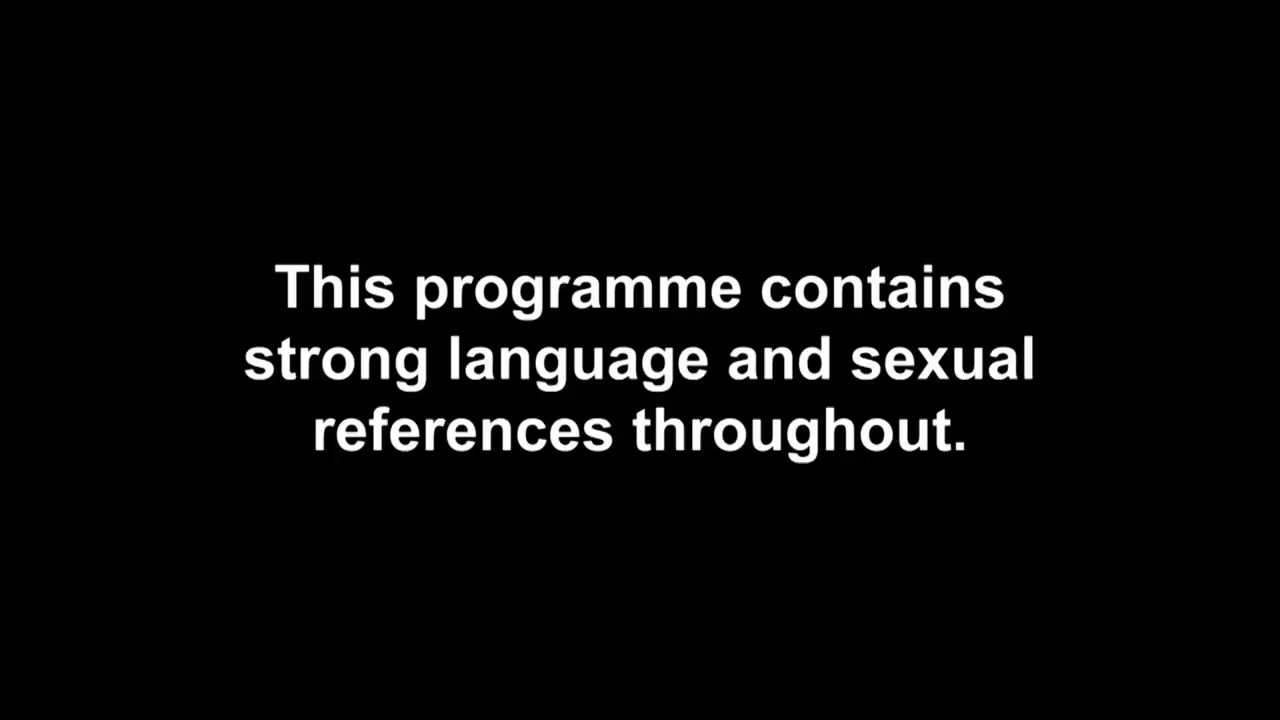 This programme contains
strong language and sexual
references throughout.